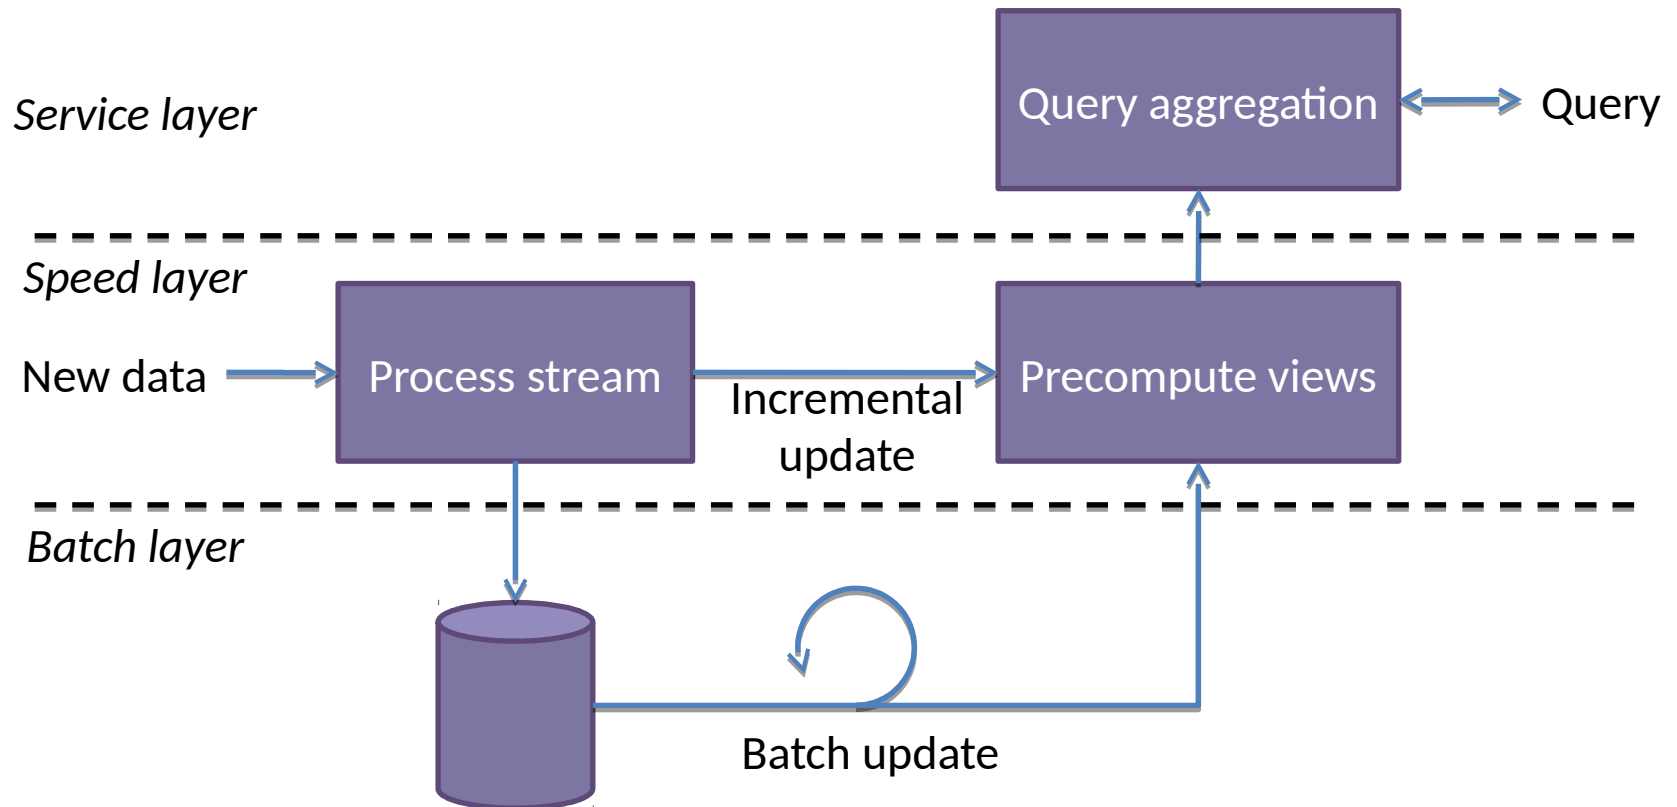 Service layer
Query aggregation
Query
Speed layer
New data
Process stream
Incremental
update
Precompute views
Batch layer
Batch update